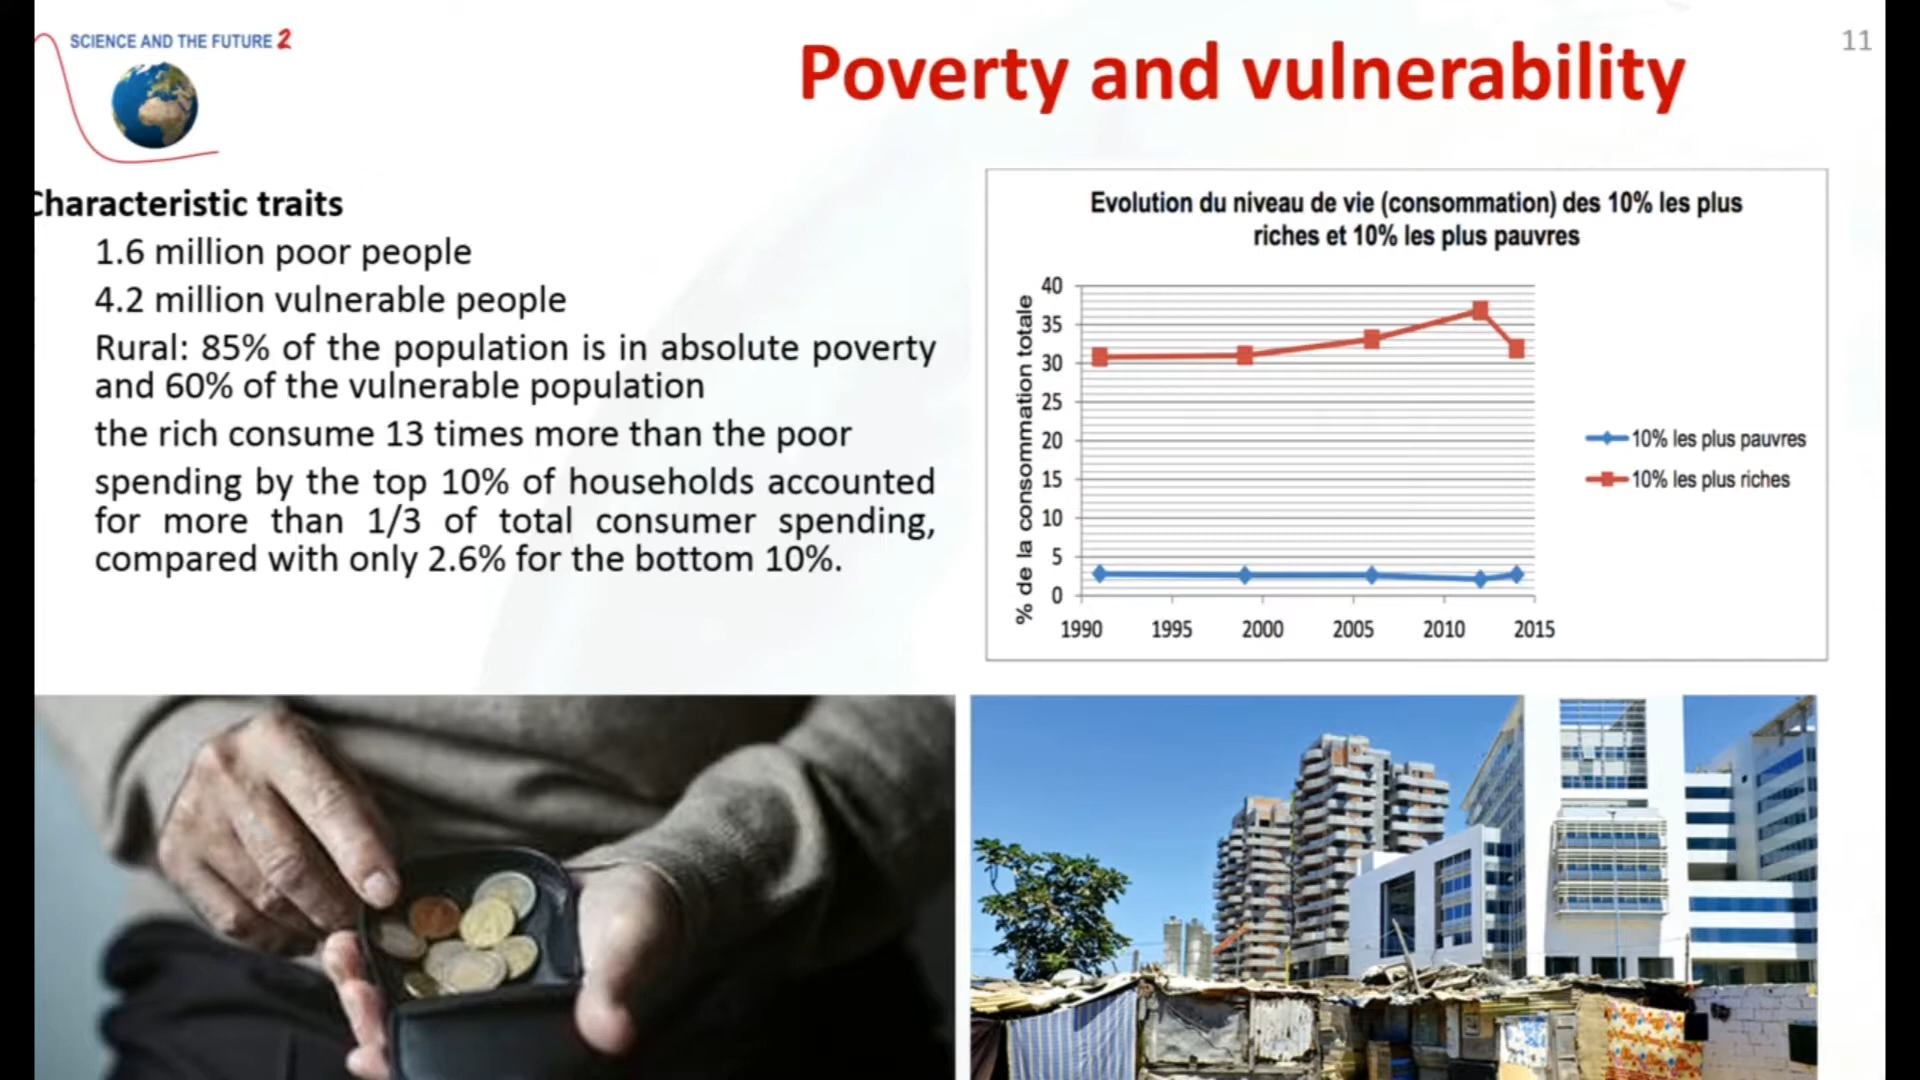 SCIENCE AND THE FUTURE 2
Poverty and vulnerability
11
Characteristic traits
1.6 million poor people
4.2 million vulnerable people
Rural: 85% of the population is in absolute poverty
and 60% of the vulnerable population
the rich consume 13 times more than the poor
spending by the top 10% of households accounted
for more than 1/3 of total consumer spending,
compared with only 2.6% for the bottom 10%.
Evolution du niveau de vie (consommation) des 10% les plus
riches et 10% les plus pauvres
% de la consommation totale
40
35
30
25
20
15
10
5
0
1990 1995 2000 2005 2010 2015
10% les plus pauvres
10% les plus riches